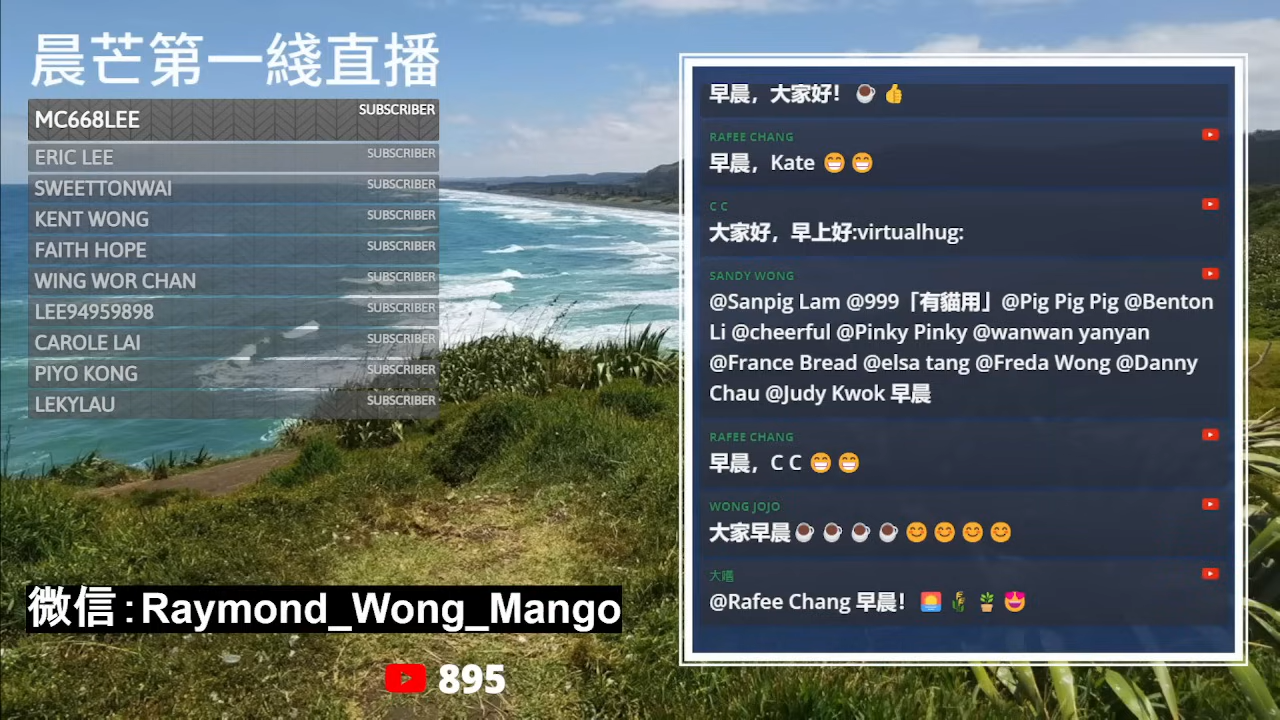 晨芒第一綫直播
MC668LEE SUBSCRIBER
ERIC LEE SUBSCRIBER
SWEETTONWAI SUBSCRIBER
KENT WONG SUBSCRIBER
FAITH HOPE SUBSCRIBER
WING WOR CHAN SUBSCRIBER
LEE94959898 SUBSCRIBER
CAROLE LAI SUBSCRIBER
PIYO KONG SUBSCRIBER
LEKYLAU SUBSCRIBER
微信:Raymond_Wong_Mango
895
早晨，大家好！ ☕👍
RAFEE CHANG
早晨，Kate 😁😁
C C
大家好，早上好:virtualhug:
SANDY WONG
@Sanpig Lam @999「有貓用」@Pig Pig Pig @Benton
Li @cheerful @Pinky Pinky @wanwan yanyan
@France Bread @elsa tang @Freda Wong @Danny
Chau @Judy Kwok 早晨
RAFEE CHANG
早晨，C C 😁😁
WONG JOJO
大家早晨☕☕☕☕😊😊😊😊
@Rafee Chang 早晨！ 🌅🌵🪴😍